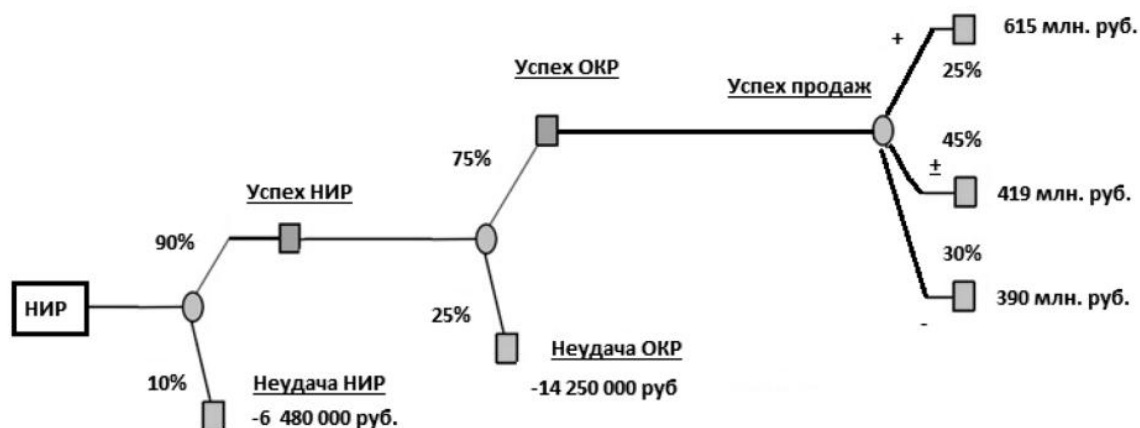 615 млн. руб.
+
25%
Успех ОКР
Успех продаж
45%
75%
±
419 млн. руб.
Успех НИР
90%
30%
390 млн. руб.
-
НИР
25%
Неудача ОКР
-14 250 000 руб
10%
Неудача НИР
-6 480 000 руб.